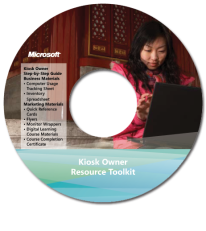 Microsoft
Kiosk Owner
Step-by-Step Guide
Business Materials
• Computer Usage
Tracking Sheet
• Inventory
Spreadsheet
Marketing Materials
• Quick Reference
Cards
• Flyers
• Monitor Wrappers
• Digital Learning
Course Materials
• Course Completion
Certificate
Kiosk Owner
Resource Toolkit